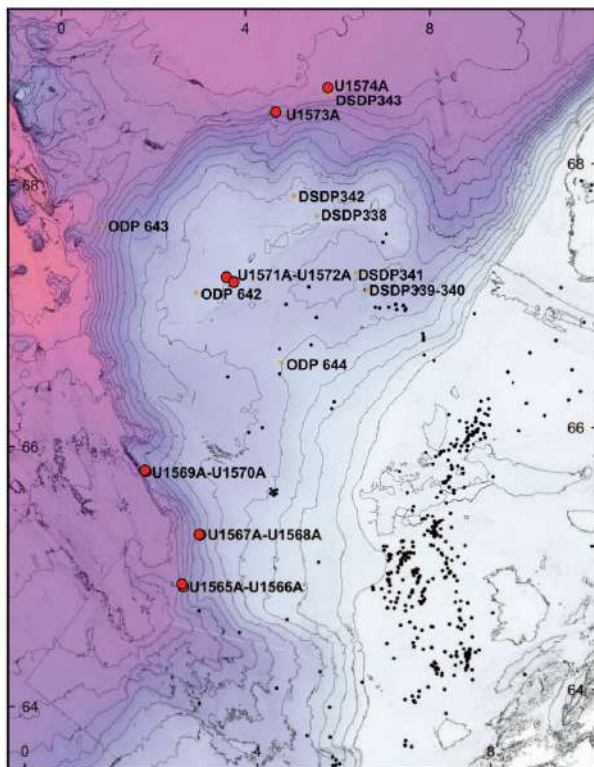 0 4 8
U1574A
DSDP343
U1573A
68
68
DSDP342
DSDP338
ODP 643
U1571A-U1572A
DSDP341
ODP 642
DSDP339-340
ODP 644
66
66
U1569A-U1570A
U1567A-U1568A
U1565A-U1566A
64
64
0 4 8